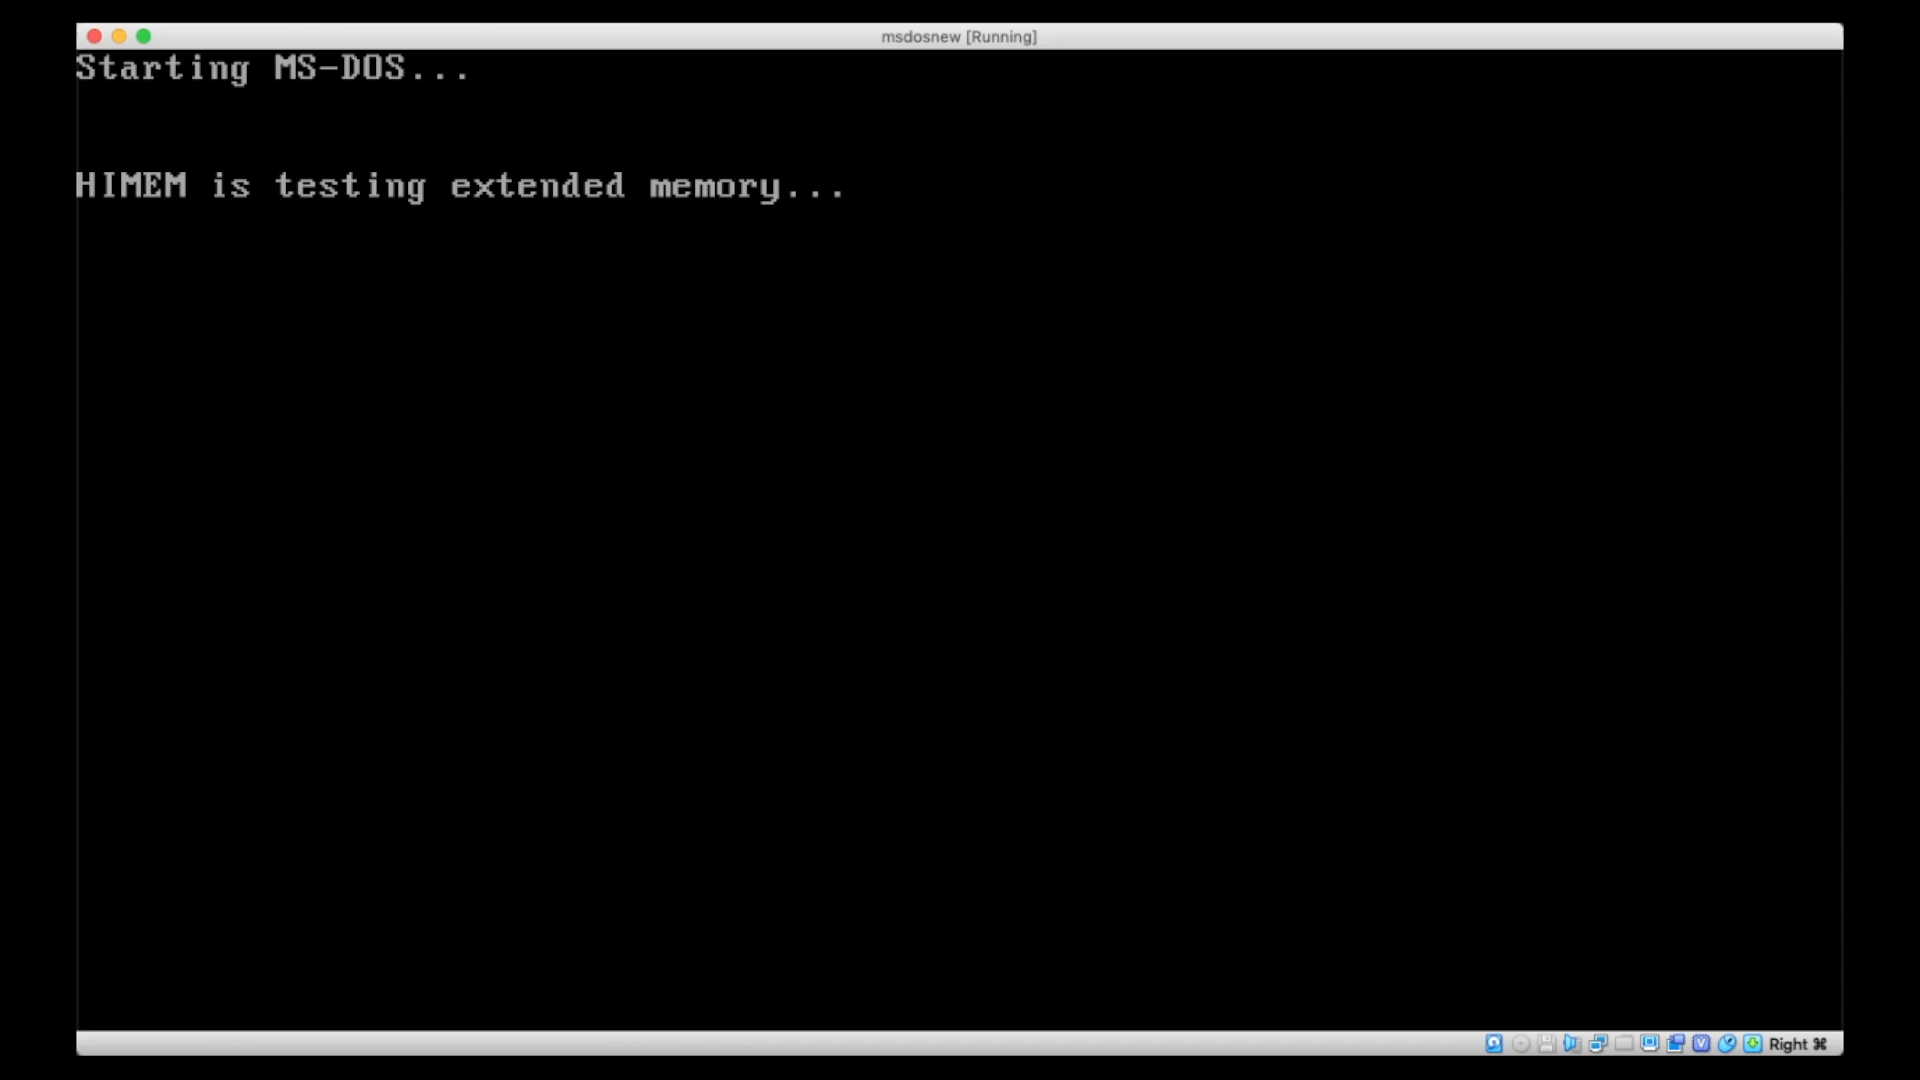 msdosnew [Running]
Starting MS-DOS...
HIMEM is testing extended memory...
Right ⌘